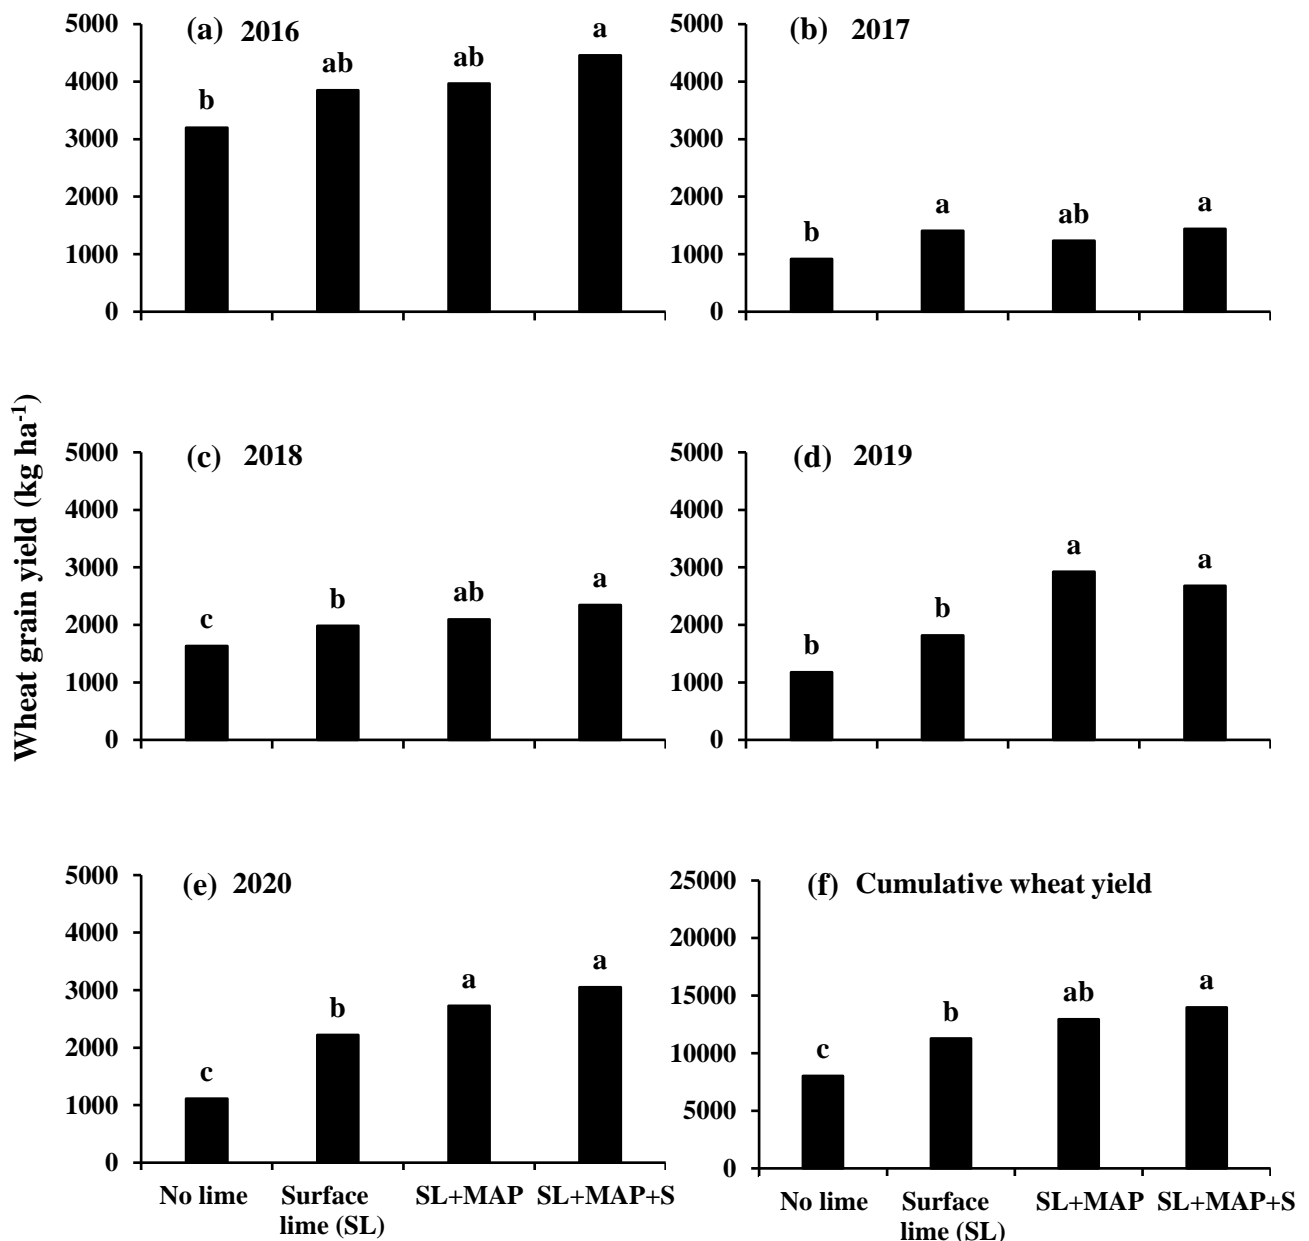 Wheat grain yield (kg ha-1)
(a) 2016
5000
4000
3000
2000
1000
0
b
ab
ab
a
(b) 2017
5000
4000
3000
2000
1000
0
b
a
ab
a
(c) 2018
5000
4000
3000
2000
1000
0
c
b
ab
a
(d) 2019
5000
4000
3000
2000
1000
0
b
b
a
a
(e) 2020
5000
4000
3000
2000
1000
0
c
b
a
a
No lime
Surface
lime (SL)
SL+MAP
SL+MAP+S
(f) Cumulative wheat yield
25000
20000
15000
10000
5000
0
c
b
ab
a
No lime
Surface
lime (SL)
SL+MAP
SL+MAP+S